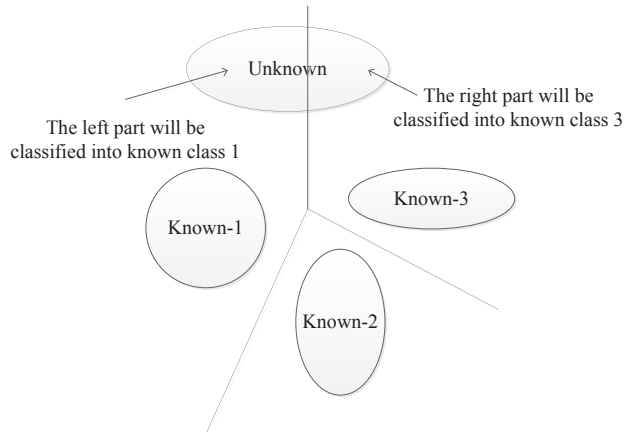 Unknown
The left part will be
classified into known class 1
The right part will be
classified into known class 3
Known-1
Known-3
Known-2